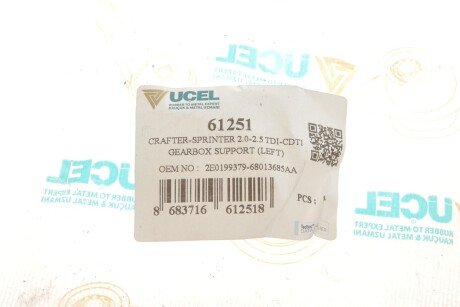 UCEL
UCEL
RUBBER TO METAL EXPERT
KAUÇUK & METAL UZMANI
61251
CRAFTER-SPRINTER 2.0-2.5 TDI-CDTI
GEARBOX SUPPORT (LEFT)
OEM NO : 2E0199379-68013685AA
PCS :
8 683716 612518
UCEL
RUBBER TO METAL EXPERT
KAUÇUK & METAL UZMANI